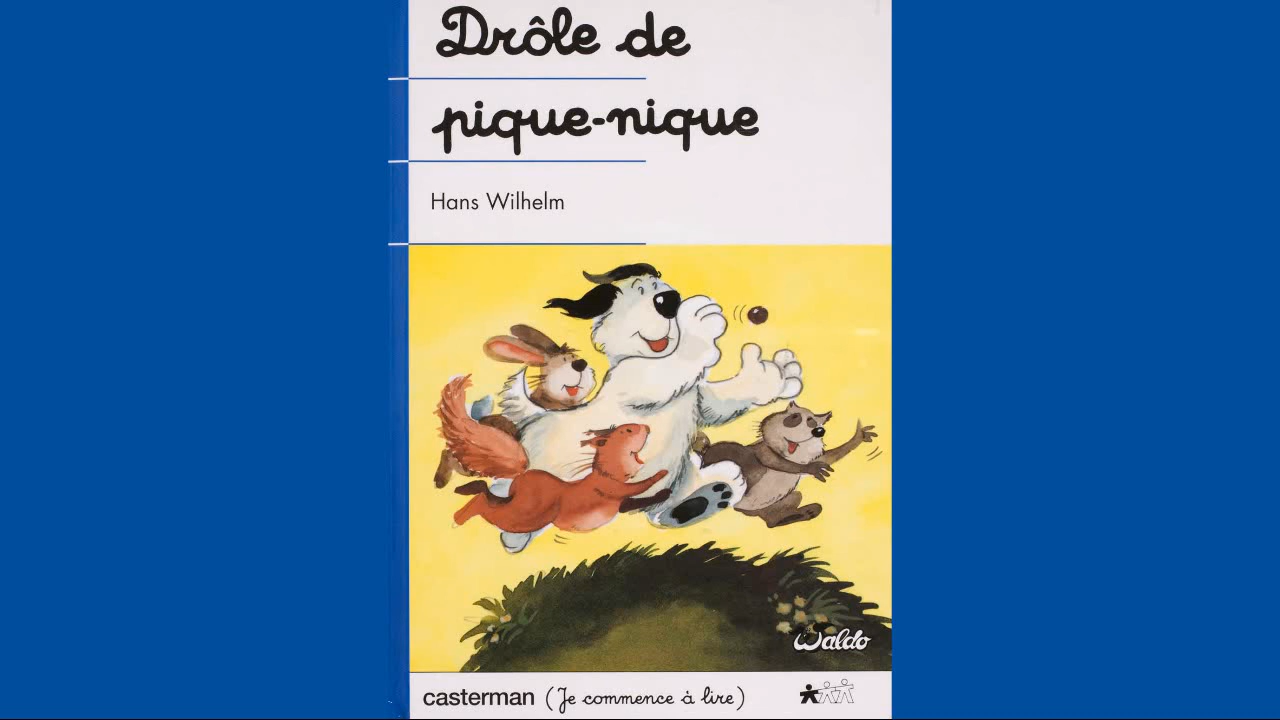 Drôle de
pique-nique
Hans Wilhelm
Waldo
casterman (Je commence à lire)